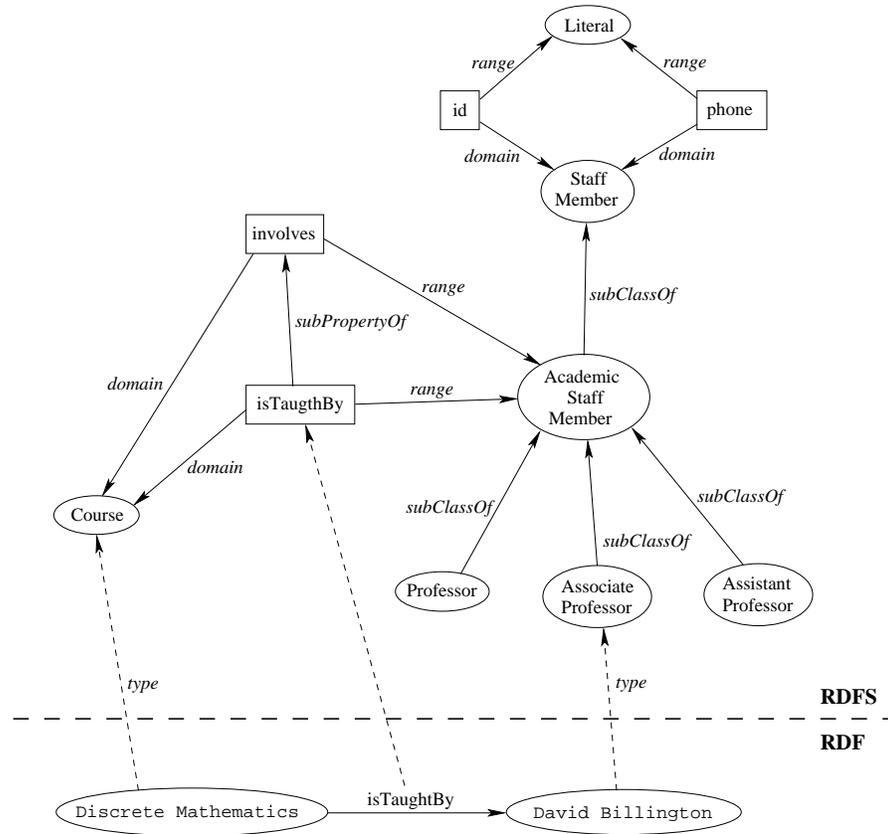 Literal
range
range
id
phone
domain
domain
Staff
Member
involves
range
subClassOf
subPropertyOf
domain
isTaugthBy
range
Academic
Staff
Member
domain
Course
subClassOf
subClassOf
subClassOf
Professor
Associate
Professor
Assistant
Professor
type
type
RDFS
RDF
Discrete Mathematics
isTaughtBy
David Billington